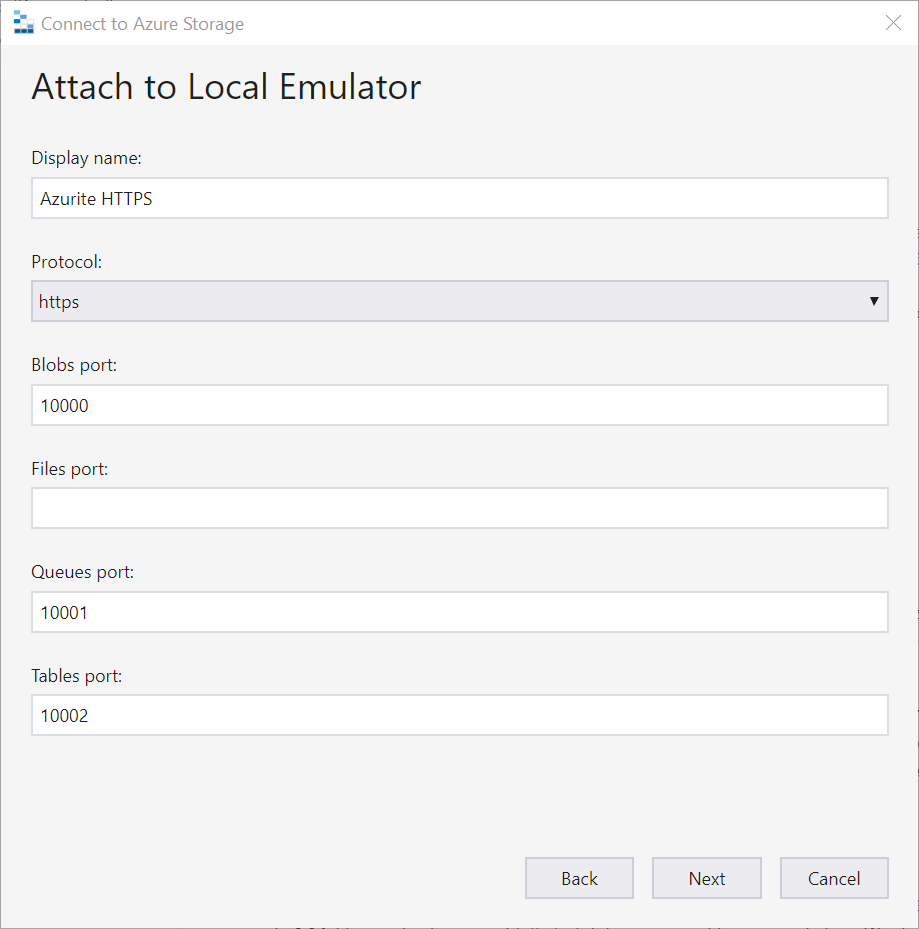 Connect to Azure Storage
Attach to Local Emulator
Display name:
Azurite HTTPS
Protocol:
https
Blobs port:
10000
Files port:
Queues port:
10001
Tables port:
10002
Back Next Cancel